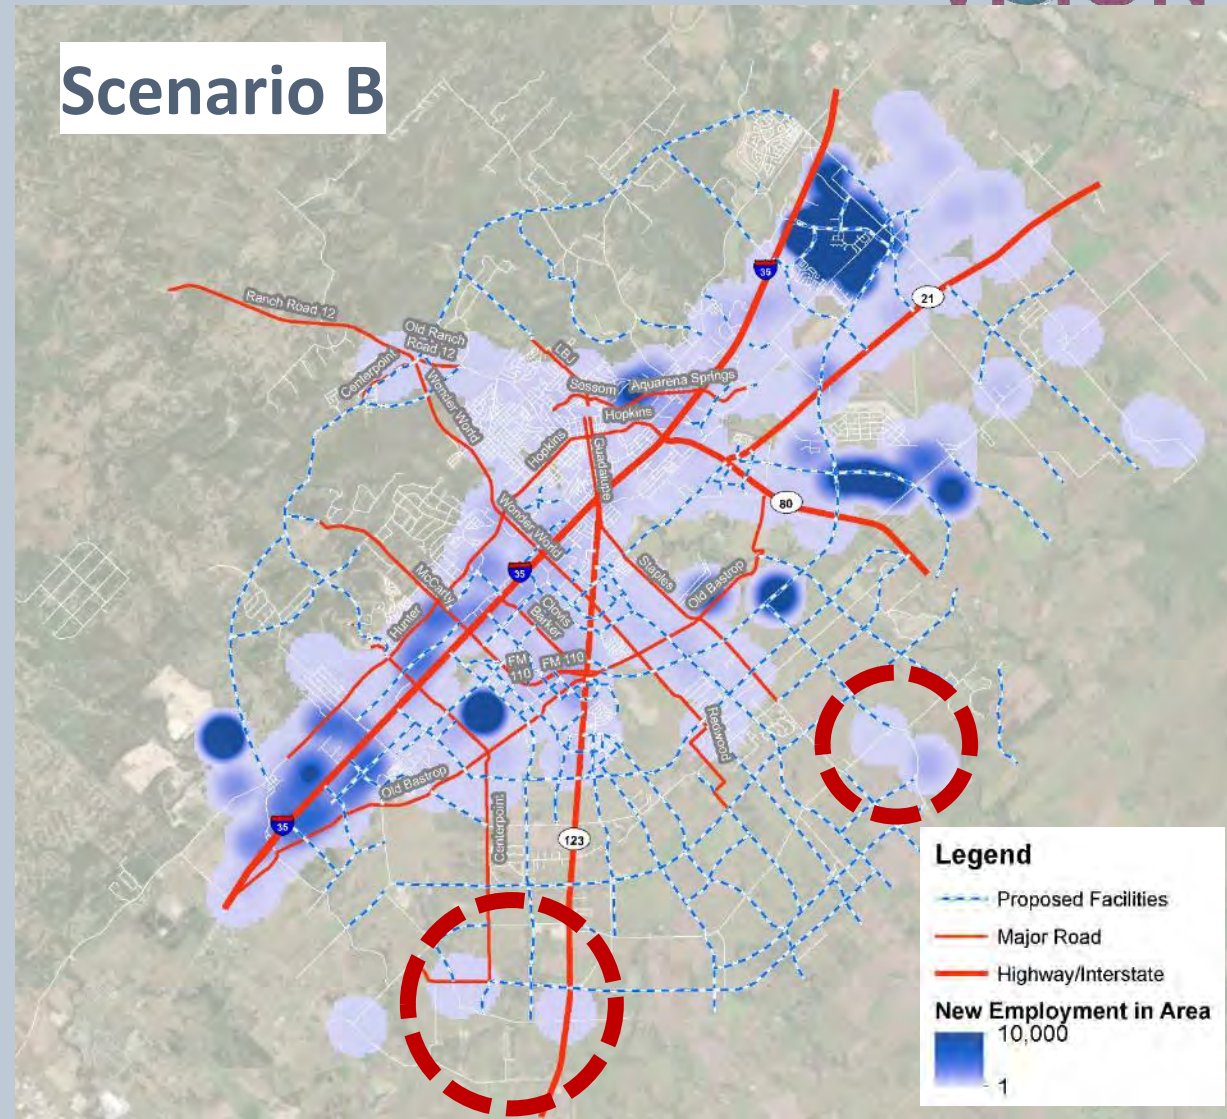 VISION
Scenario B
35
21
Ranch Road 12
Old Ranch
Road 12
Centerpoint
LBJ
Sessom
Aquarena Springs
Wonder World
Hopkins
Hopkins
Guadalupe
80
Wonder World
35
Staples
McCarty
Old Bastrop
Hunter
Clovis
Barker
FM
110
FM 110
Redwood
Old Bastrop
35
Centerpoint
123
Legend
Proposed Facilities
Major Road
Highway/Interstate
New Employment in Area
10,000
1